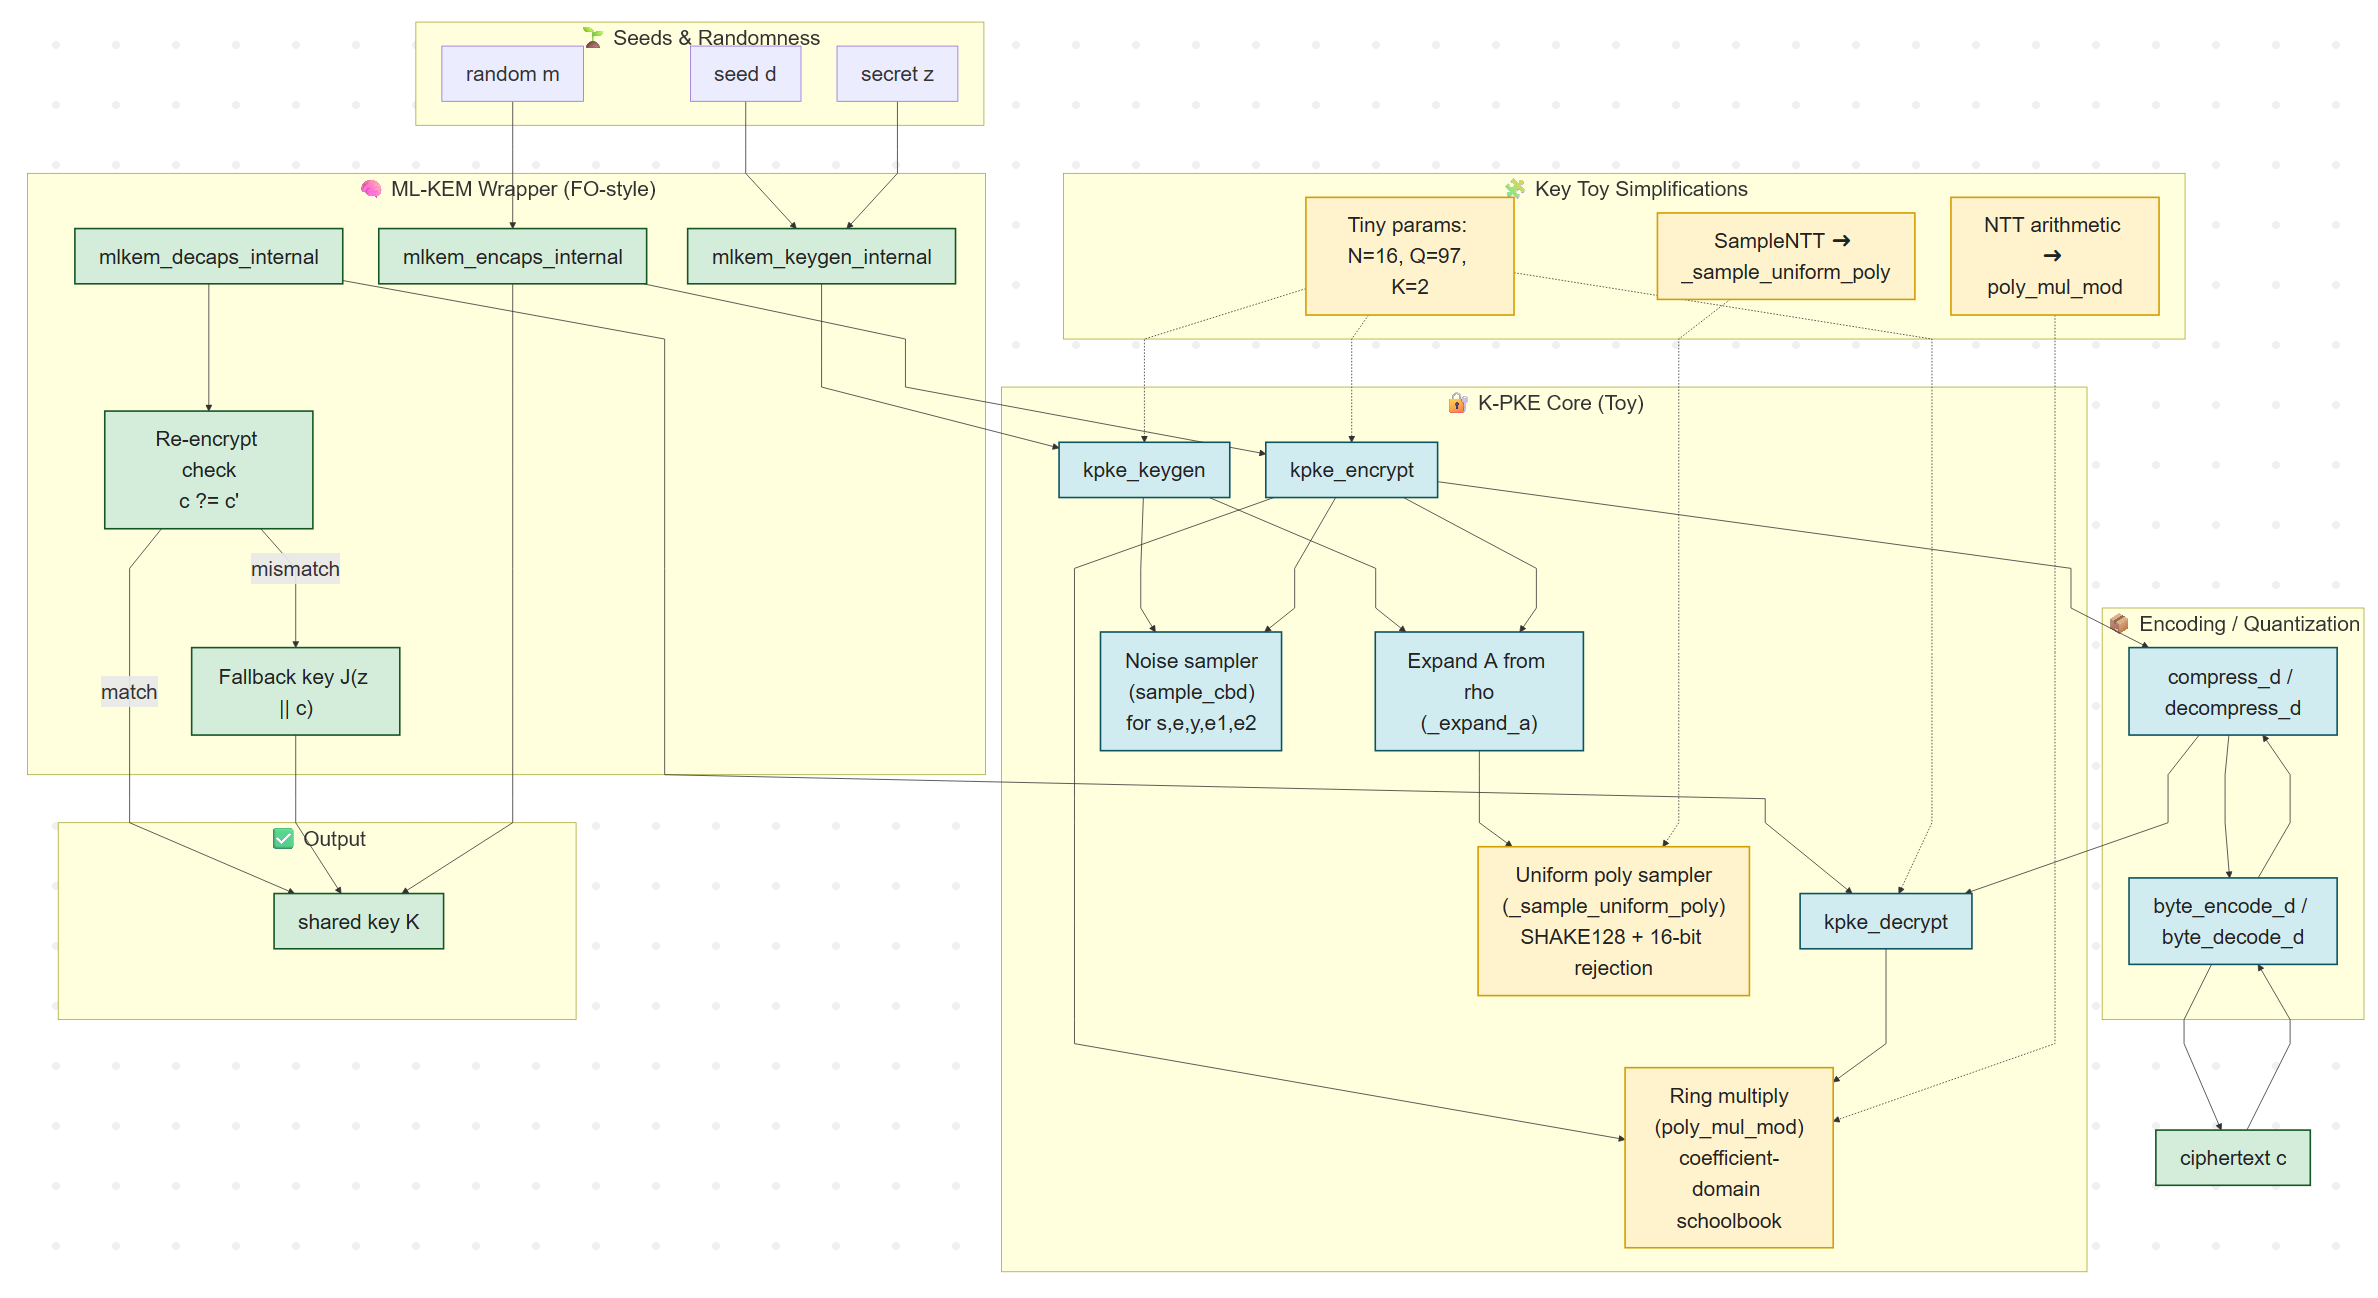 🌱 Seeds & Randomness
random m
seed d
secret z
🧠 ML-KEM Wrapper (FO-style)
mlkem_decaps_internal
mlkem_encaps_internal
mlkem_keygen_internal
Re-encrypt
check
c ?= c'
mismatch
match
Fallback key J(z
|| c)
✅ Output
shared key K
🧩 Key Toy Simplifications
Tiny params:
N=16, Q=97,
K=2
SampleNTT ➜
_sample_uniform_poly
NTT arithmetic
➜
poly_mul_mod
🔐 K-PKE Core (Toy)
kpke_keygen
kpke_encrypt
Noise sampler
(sample_cbd)
for s,e,y,e1,e2
Expand A from
rho
(_expand_a)
Uniform poly sampler
(_sample_uniform_poly)
SHAKE128 + 16-bit
rejection
kpke_decrypt
Ring multiply
(poly_mul_mod)
coefficient-
domain
schoolbook
📦 Encoding / Quantization
compress_d /
decompress_d
byte_encode_d /
byte_decode_d
ciphertext c